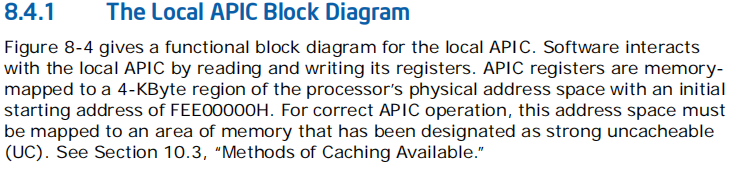 8.4.1 The Local APIC Block Diagram
Figure 8-4 gives a functional block diagram for the local APIC. Software interacts
with the local APIC by reading and writing its registers. APIC registers are memory-
mapped to a 4-KByte region of the processor’s physical address space with an initial
starting address of FEE00000H. For correct APIC operation, this address space must
be mapped to an area of memory that has been designated as strong uncacheable
(UC). See Section 10.3, “Methods of Caching Available.”